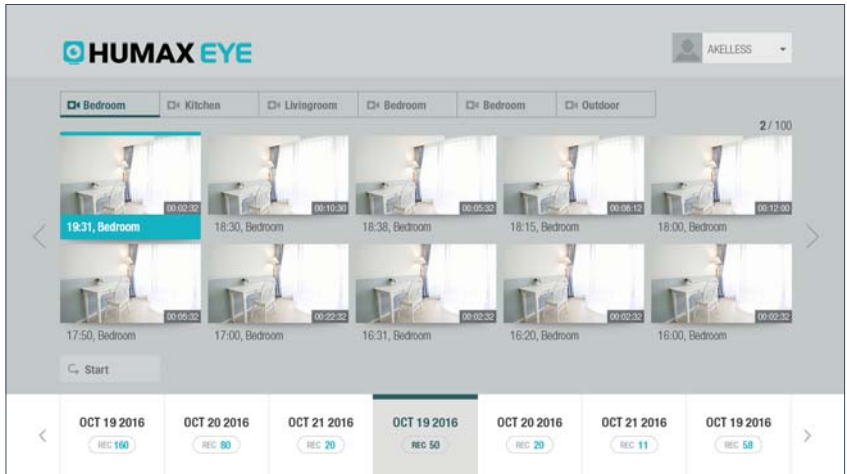 HUMAX EYE
AKELLESS
Bedroom Kitchen Livingroom Bedroom Bedroom Outdoor
2 / 100
00:02:32 00:10:30 00:05:32 00:08:12 00:12:00
19:31, Bedroom 18:30, Bedroom 18:38, Bedroom 18:15, Bedroom 18:00, Bedroom
00:05:32 00:22:32 00:02:32 00:02:32 00:02:32
17:50, Bedroom 17:00, Bedroom 16:31, Bedroom 16:20, Bedroom 16:00, Bedroom
Start
OCT 19 2016 OCT 20 2016 OCT 21 2016 OCT 19 2016 OCT 20 2016 OCT 21 2016 OCT 19 2016
REC 160 REC 80 REC 20 REC 50 REC 20 REC 11 REC 58